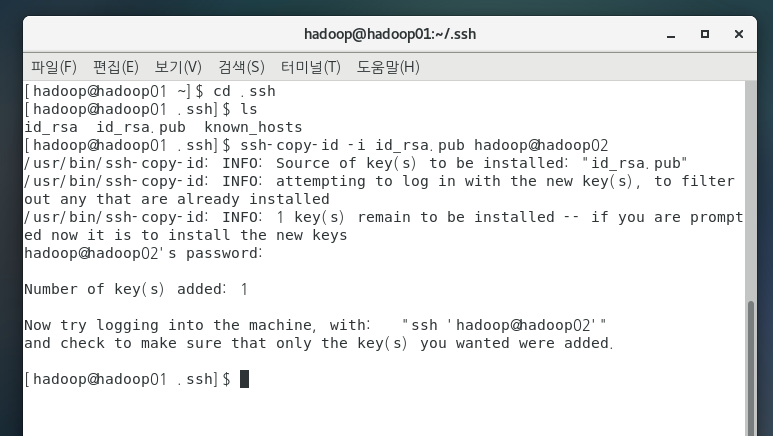 hadoop@hadoop01:~/.ssh
파일(F) 편집(E) 보기(V) 검색(S) 터미널(T) 도움말(H)
[hadoop@hadoop01 ~]$ cd .ssh
[hadoop@hadoop01 .ssh]$ ls
id_rsa  id_rsa.pub  known_hosts
[hadoop@hadoop01 .ssh]$ ssh-copy-id -i id_rsa.pub hadoop@hadoop02
/usr/bin/ssh-copy-id: INFO: Source of key(s) to be installed: "id_rsa.pub"
/usr/bin/ssh-copy-id: INFO: attempting to log in with the new key(s), to filter
out any that are already installed
/usr/bin/ssh-copy-id: INFO: 1 key(s) remain to be installed -- if you are prompt
ed now it is to install the new keys
hadoop@hadoop02's password:
Number of key(s) added: 1
Now try logging into the machine, with:   "ssh 'hadoop@hadoop02'"
and check to make sure that only the key(s) you wanted were added.
[hadoop@hadoop01 .ssh]$